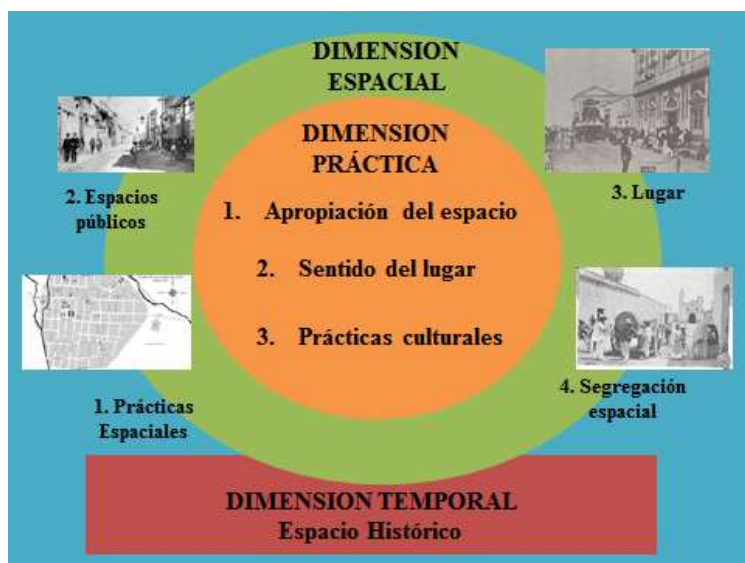 DIMENSION
ESPACIAL
DIMENSION
PRÁCTICA
1. Apropiación del espacio
2. Sentido del lugar
3. Prácticas culturales
2. Espacios
públicos
3. Lugar
1. Prácticas
Espaciales
4. Segregación
espacial
DIMENSION TEMPORAL
Espacio Histórico